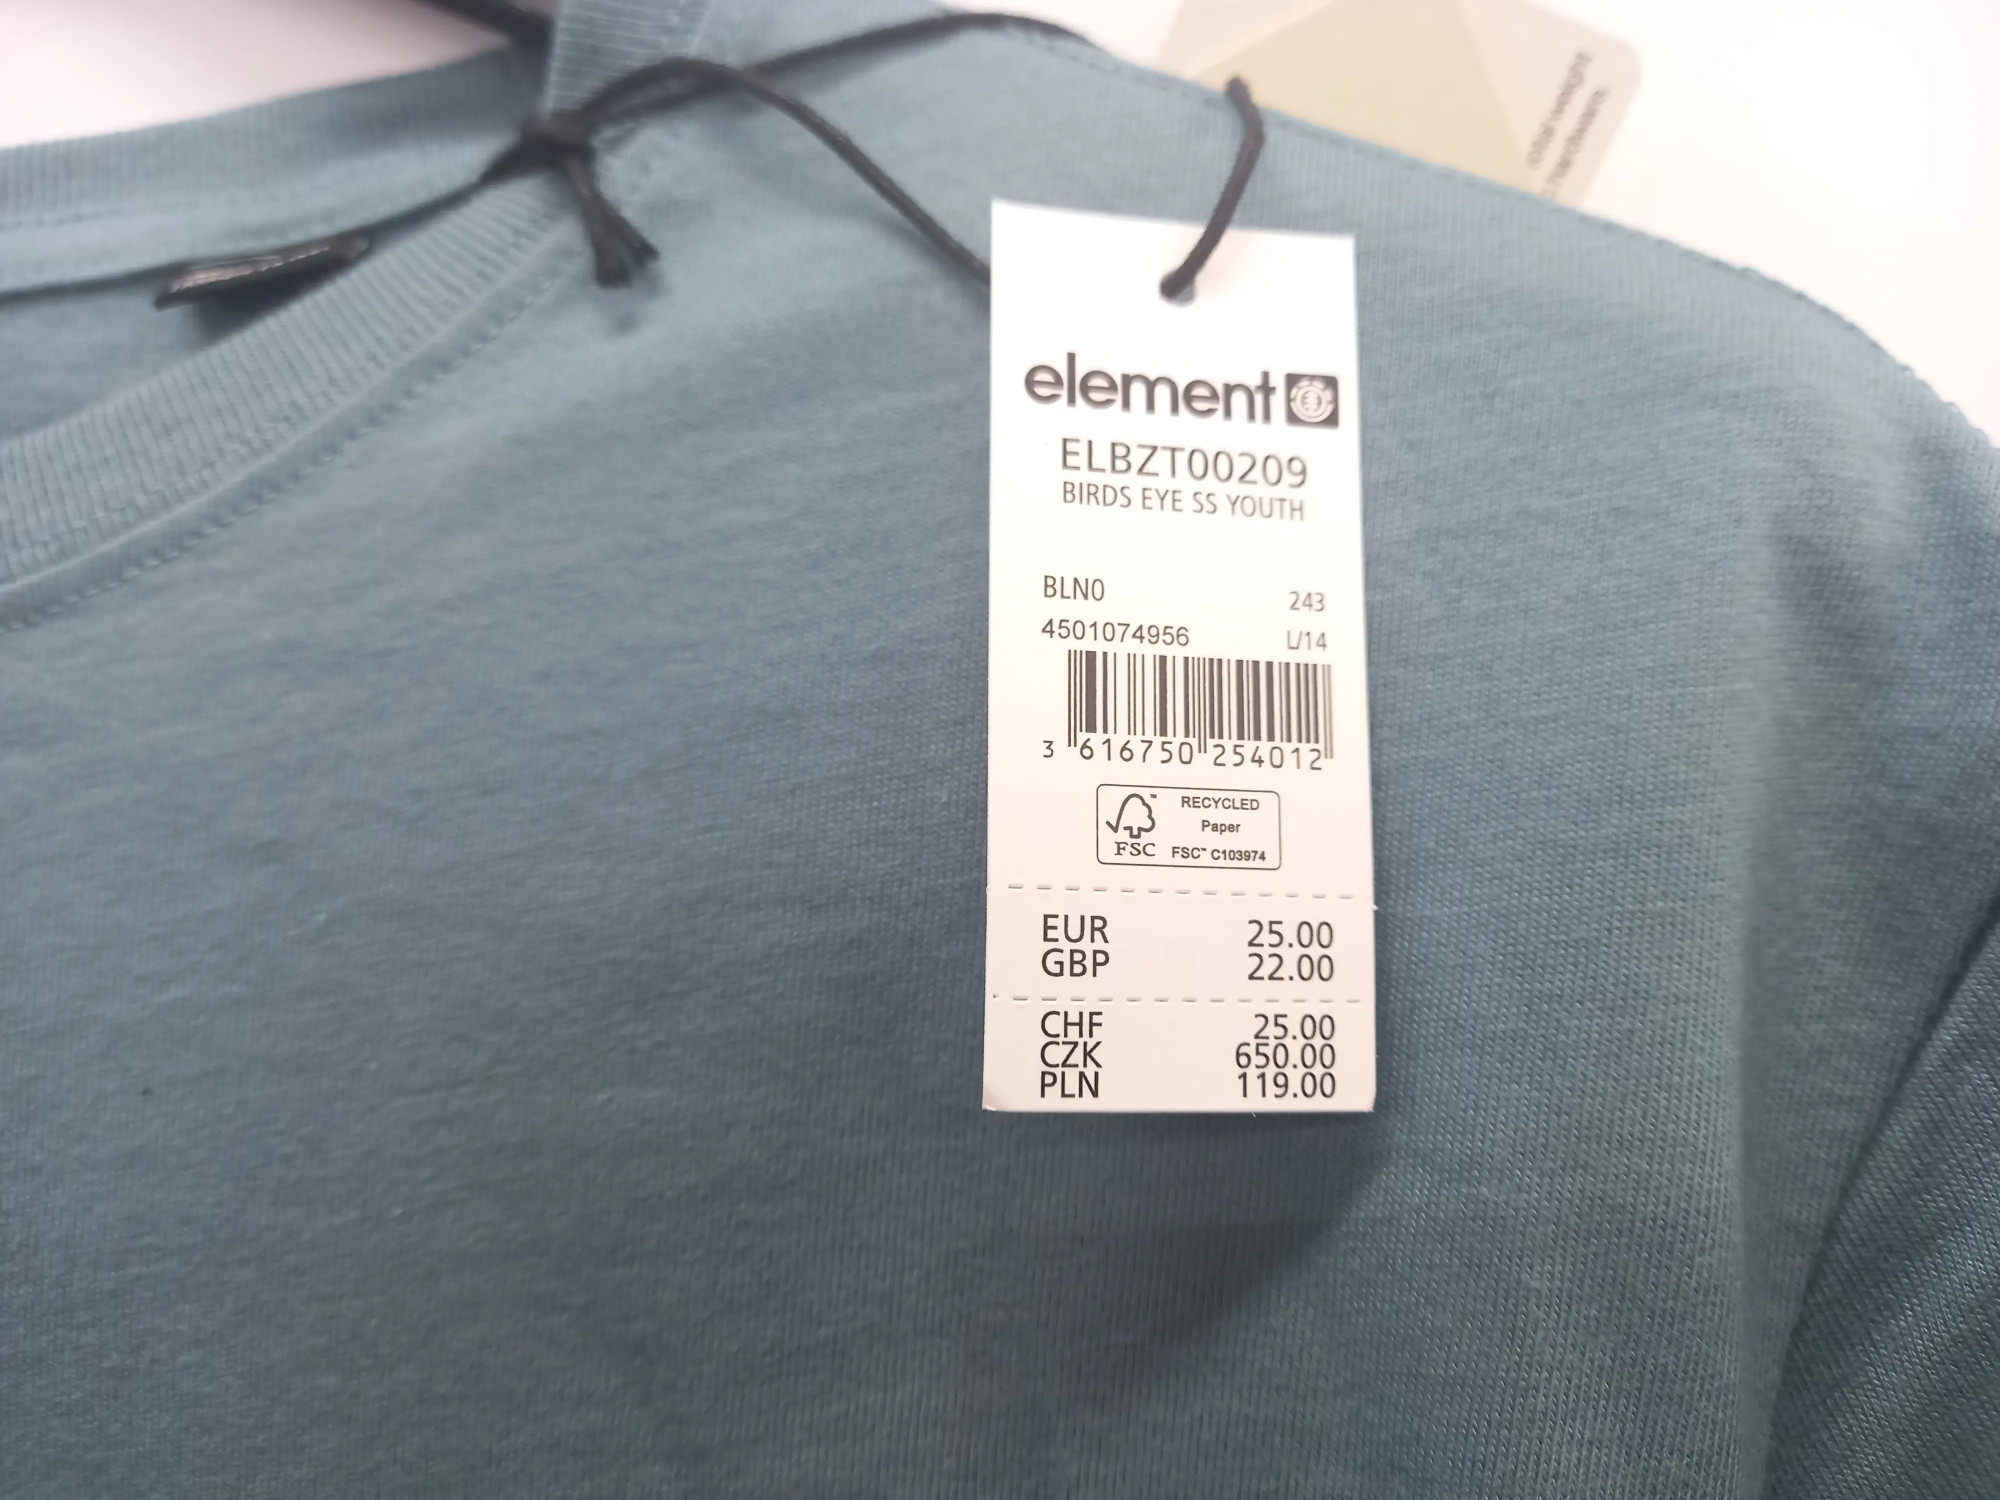 element
ELBZT00209
BIRDS EYE SS YOUTH
BLN0 243
4501074956 L/14
3 616750 254012
RECYCLED
Paper
FSC™ C103974
FSC
EUR 25.00
GBP 22.00
CHF 25.00
CZK 650.00
PLN 119.00